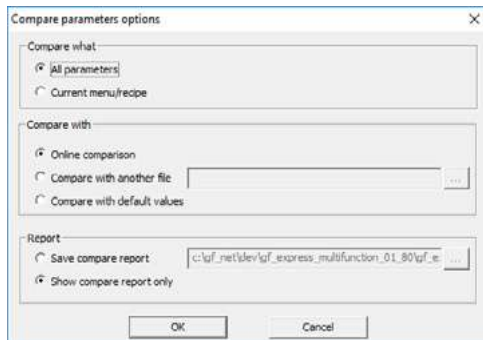 Compare parameters options
Compare what
All parameters
Current menu/recipe
Compare with
Online comparison
Compare with another file
...
Compare with default values
Report
Save compare report
c:\gf_net\dev\gf_express_multifunction_01_80\gf_e
...
Show compare report only
OK
Cancel